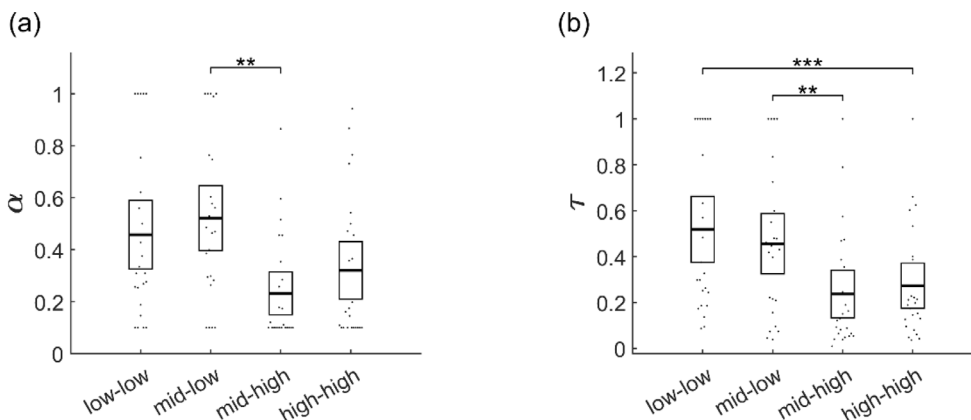 (a)
**
1
0.8
0.6
0.4
0.2
0
α
low-low
mid-low
mid-high
high-high
(b)
***
**
1.2
1
0.8
0.6
0.4
0.2
0
τ
low-low
mid-low
mid-high
high-high